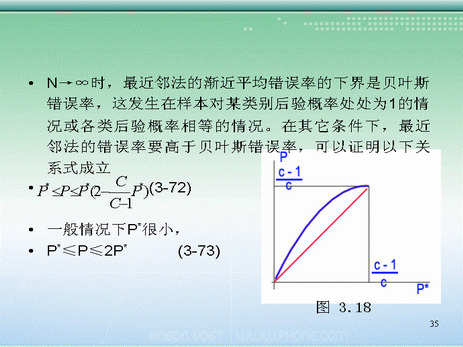 • N→∞时，最近邻法的渐近平均错误率的下界是贝叶斯
错误率，这发生在样本对某类别后验概率处处为1的情
况或各类后验概率相等的情况。在其它条件下，最近
邻法的错误率要高于贝叶斯错误率，可以证明以下关
系式成立
• P*≤P≤P*(2-C/(C-1)P*)(3-72)
• 一般情况下P*很小，
• P*≤P≤2P* (3-73)
P
c-1
c
c-1
c
P*
图 3.18
35